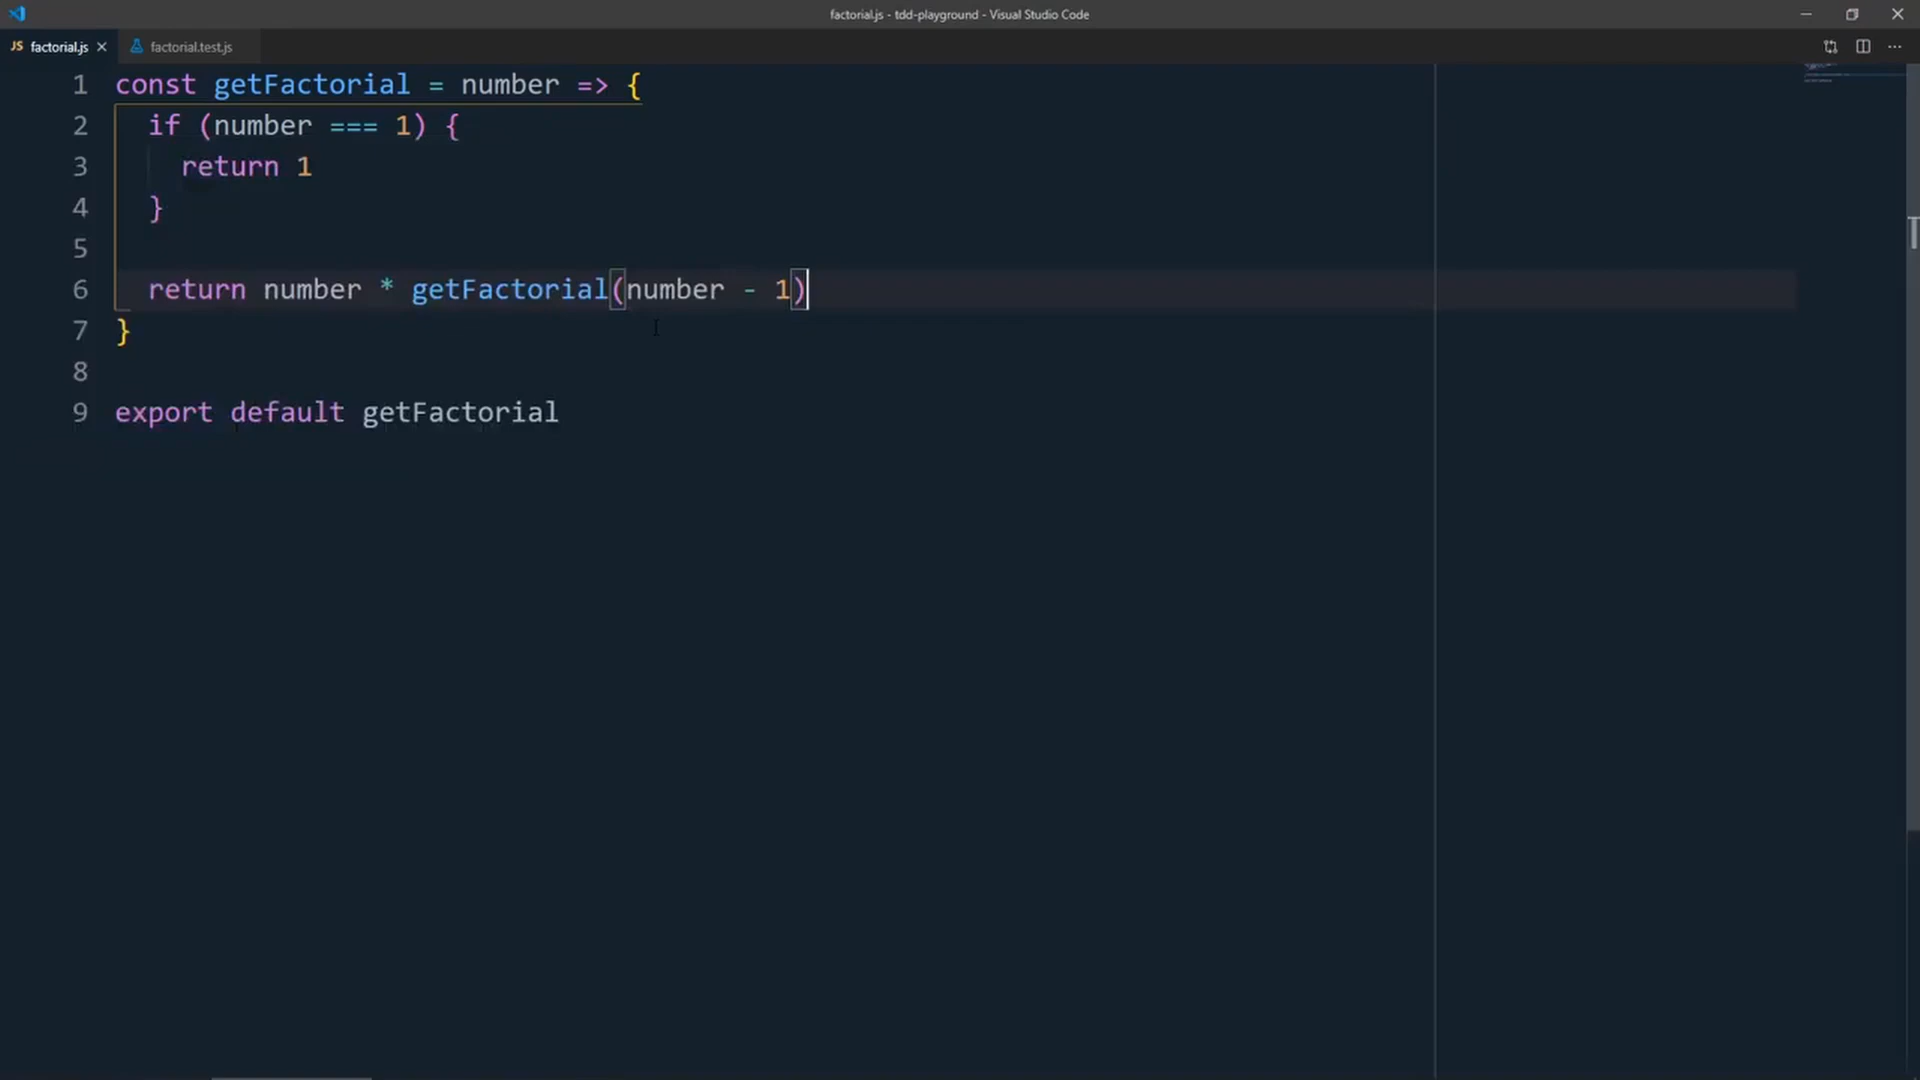 factorial.js - tdd-playground - Visual Studio Code
JS factorial.js factorial.test.js
1 const getFactorial = number => {
2 if (number === 1) {
3 return 1
4 }
5
6 return number * getFactorial(number - 1)
7 }
8
9 export default getFactorial